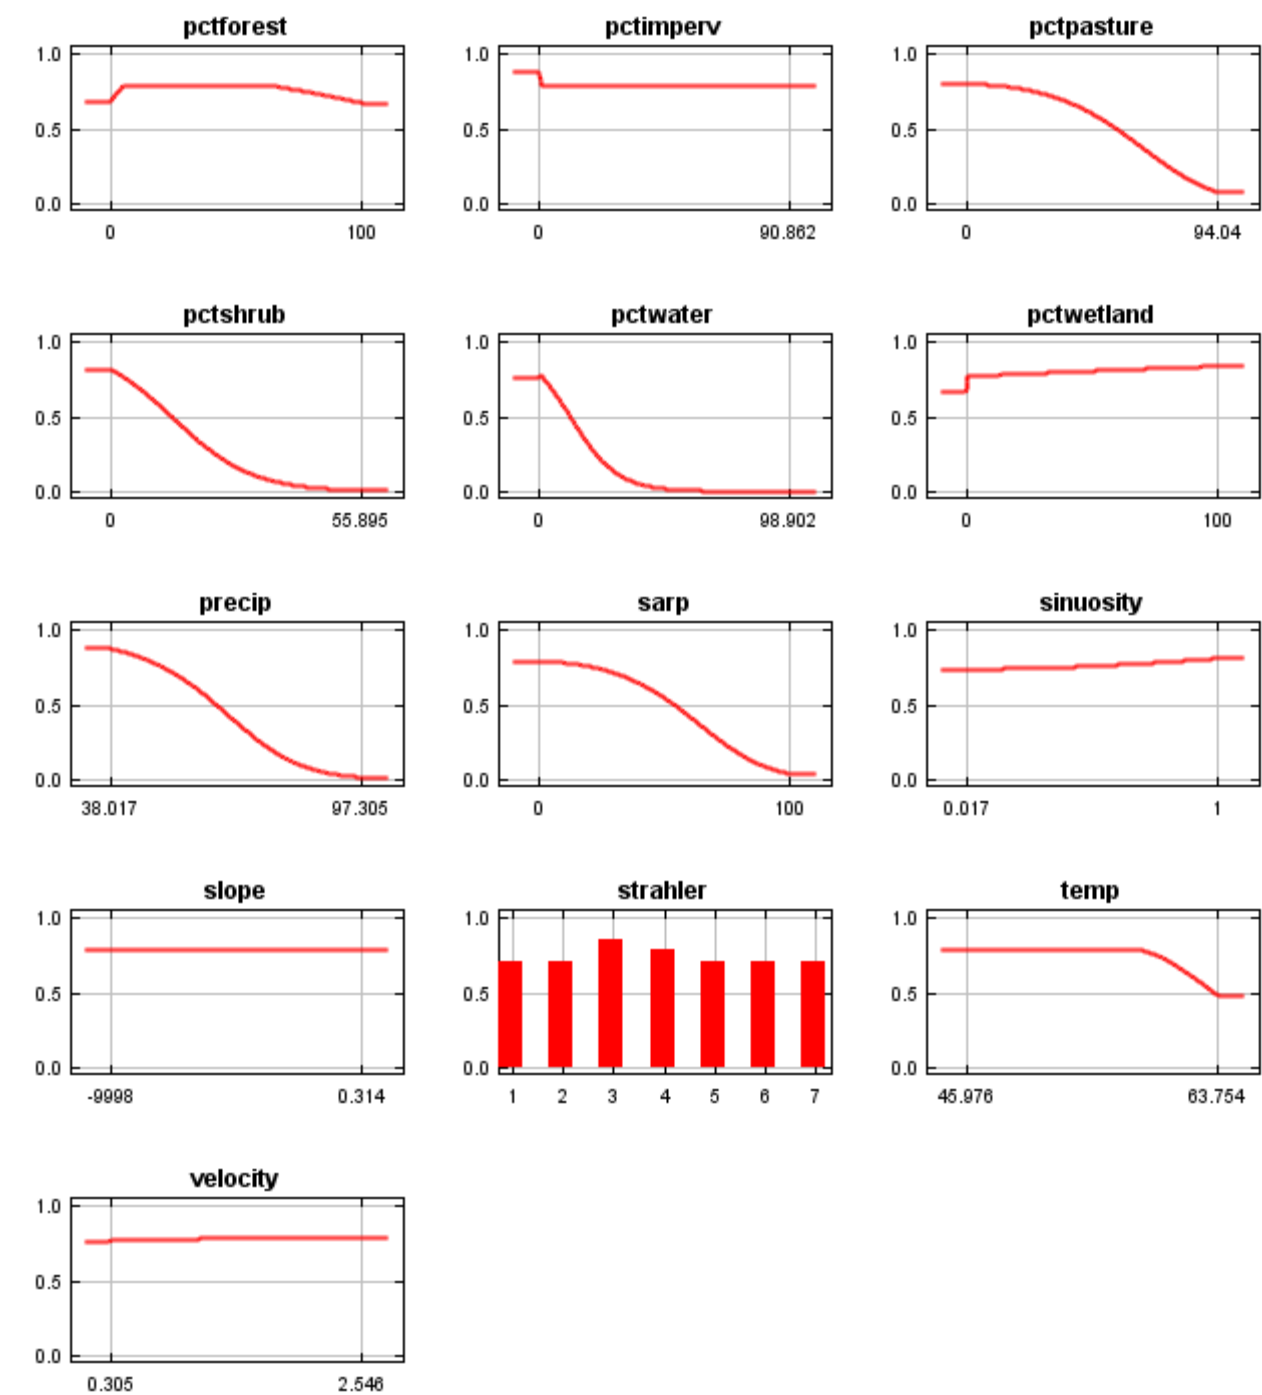 pctforest pctimperv pctpasture
1.0 1.0 1.0
0.5 0.5 0.5
0.0 0.0 0.0
0 100 0 90.862 0 94.04
pctshrub pctwater pctwetland
1.0 1.0 1.0
0.5 0.5 0.5
0.0 0.0 0.0
0 55.895 0 98.902 0 100
precip sarp sinuosity
1.0 1.0 1.0
0.5 0.5 0.5
0.0 0.0 0.0
38.017 97.305 0 100 0.017 1
slope strahler temp
1.0 1.0 1.0
0.5 0.5 0.5
0.0 0.0 0.0
-9998 0.314 1 2 3 4 5 6 7 45.976 63.754
velocity
1.0
0.5
0.0
0.305 2.546